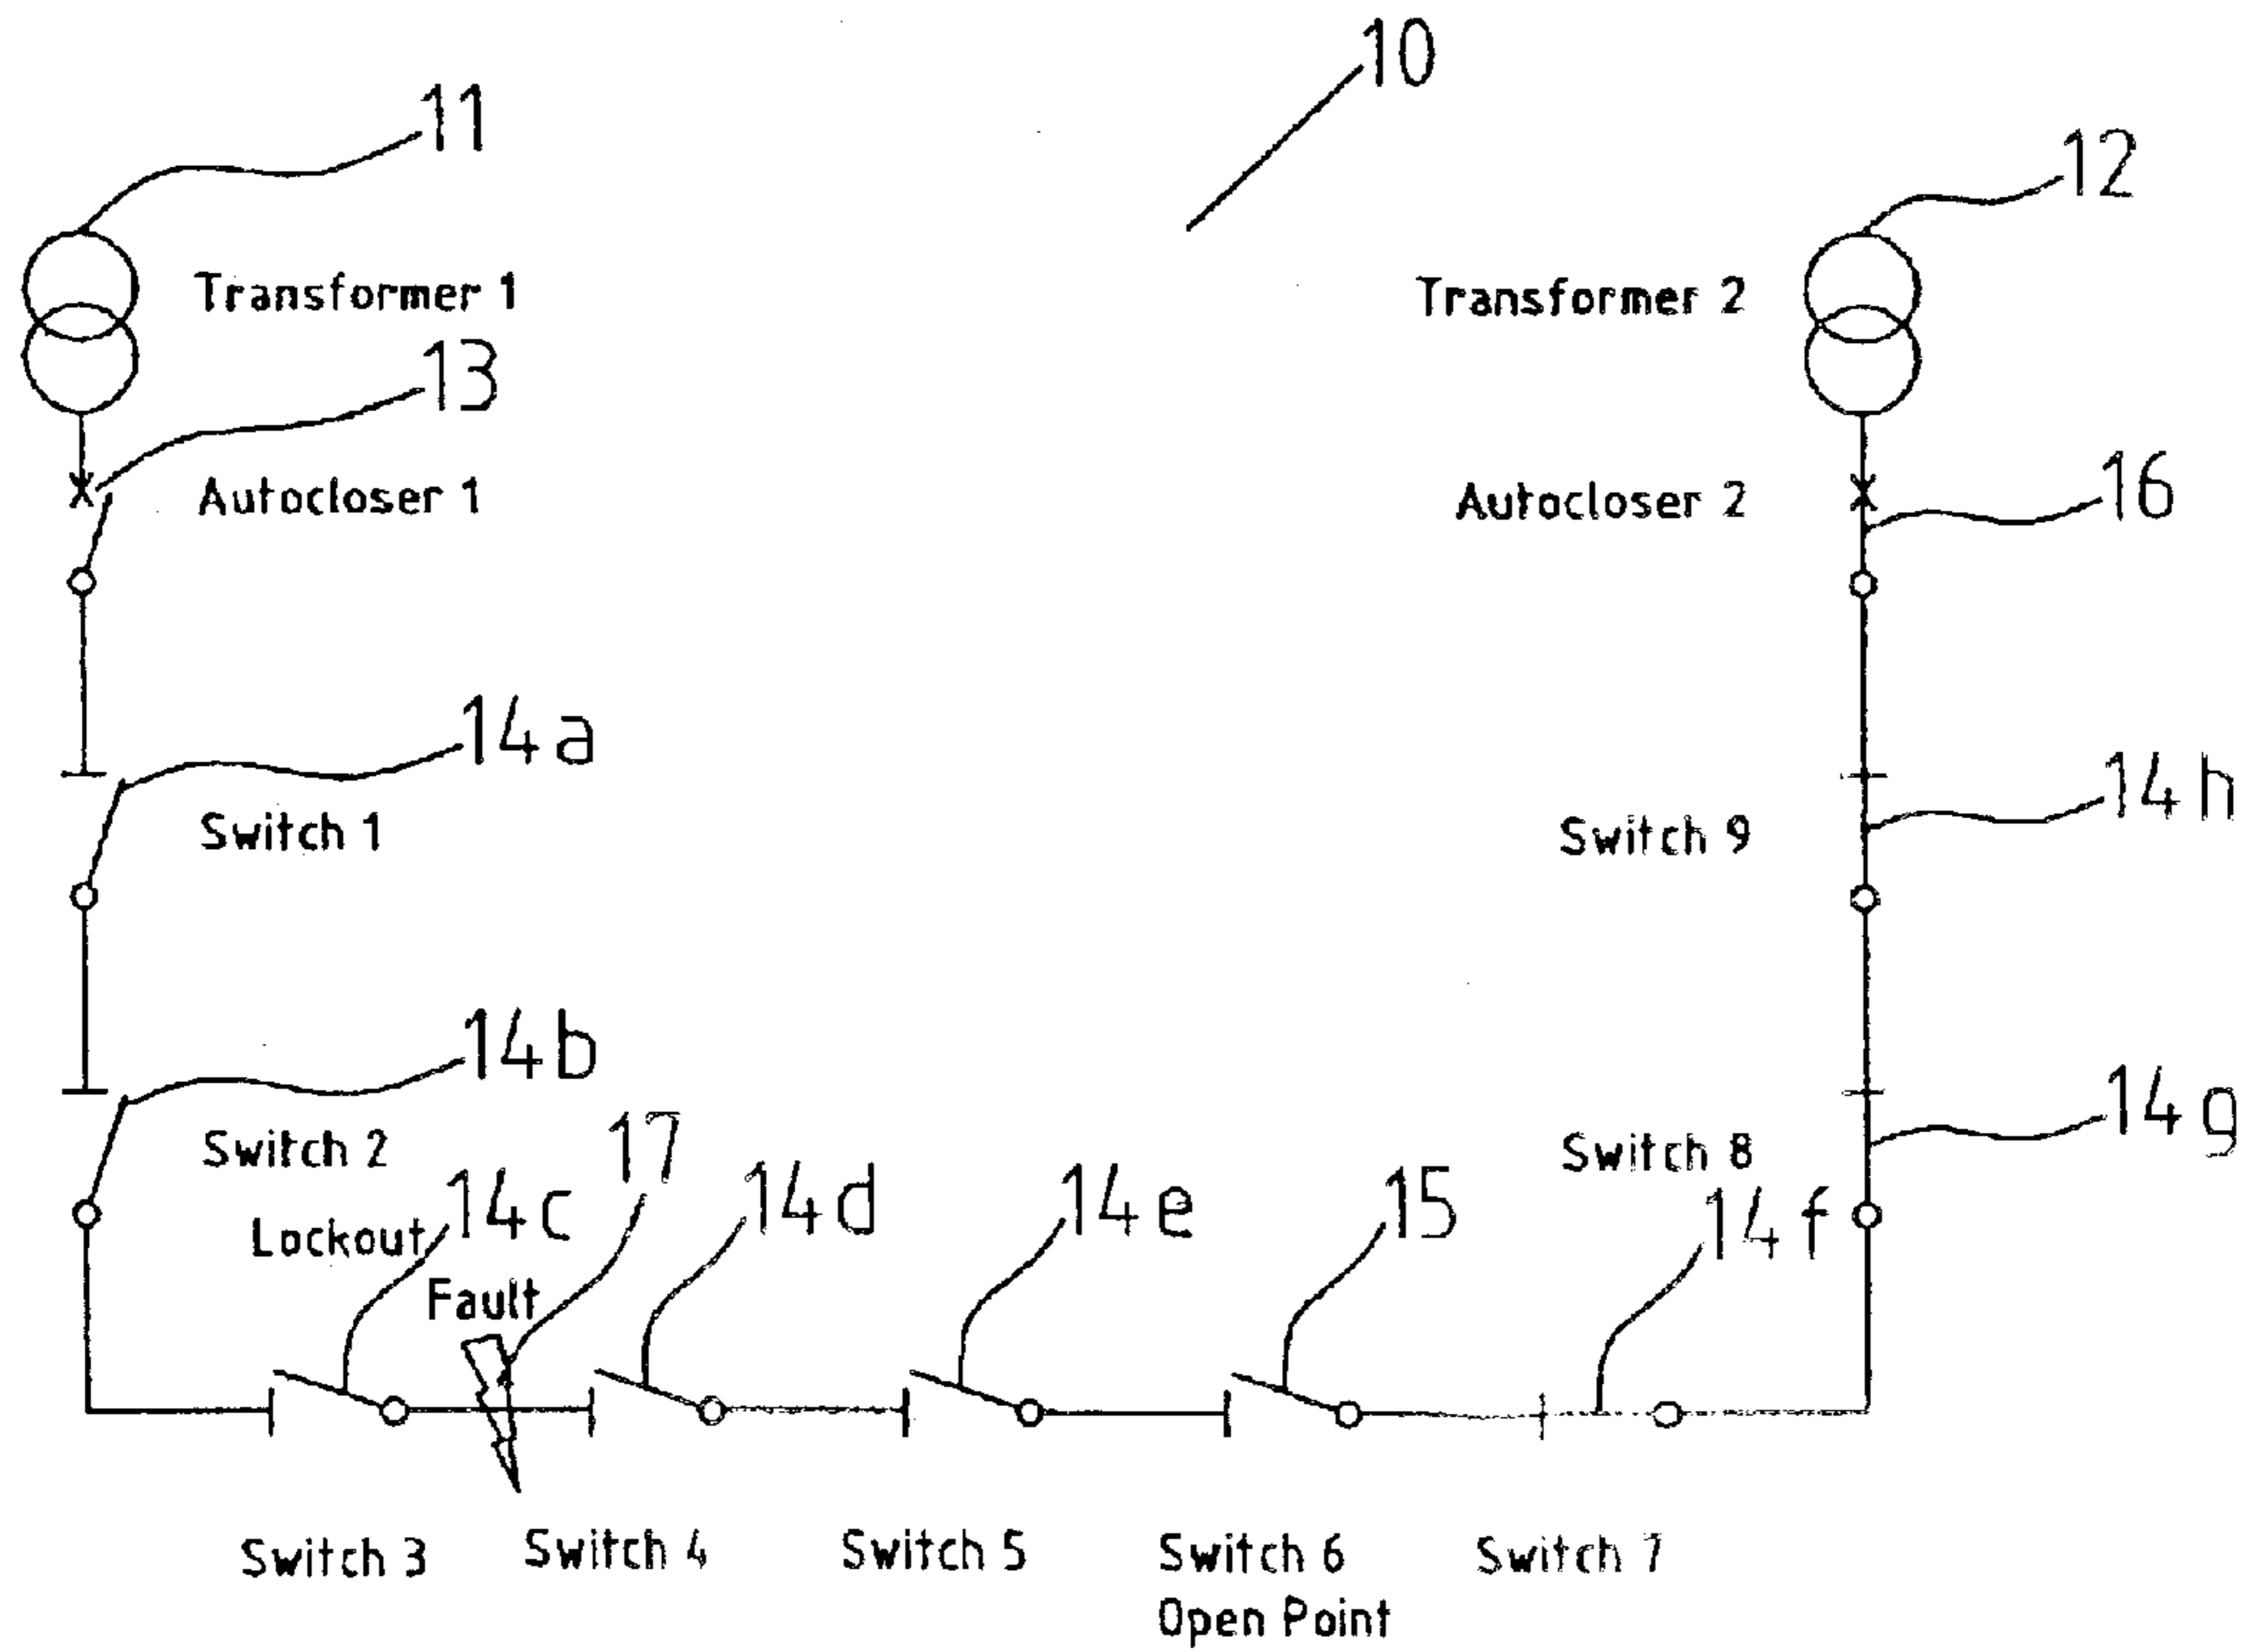 10
11
12
Transformer 1
Transformer 2
13
Autocloser 1
Autocloser 2
16
14a
14h
Switch 1
Switch 9
14b
14g
Switch 2
17
Switch 8
Lockout
14c
14d
14e
15
14f
Fault
Switch 3
Switch 4
Switch 5
Switch 6
Open Point
Switch 7